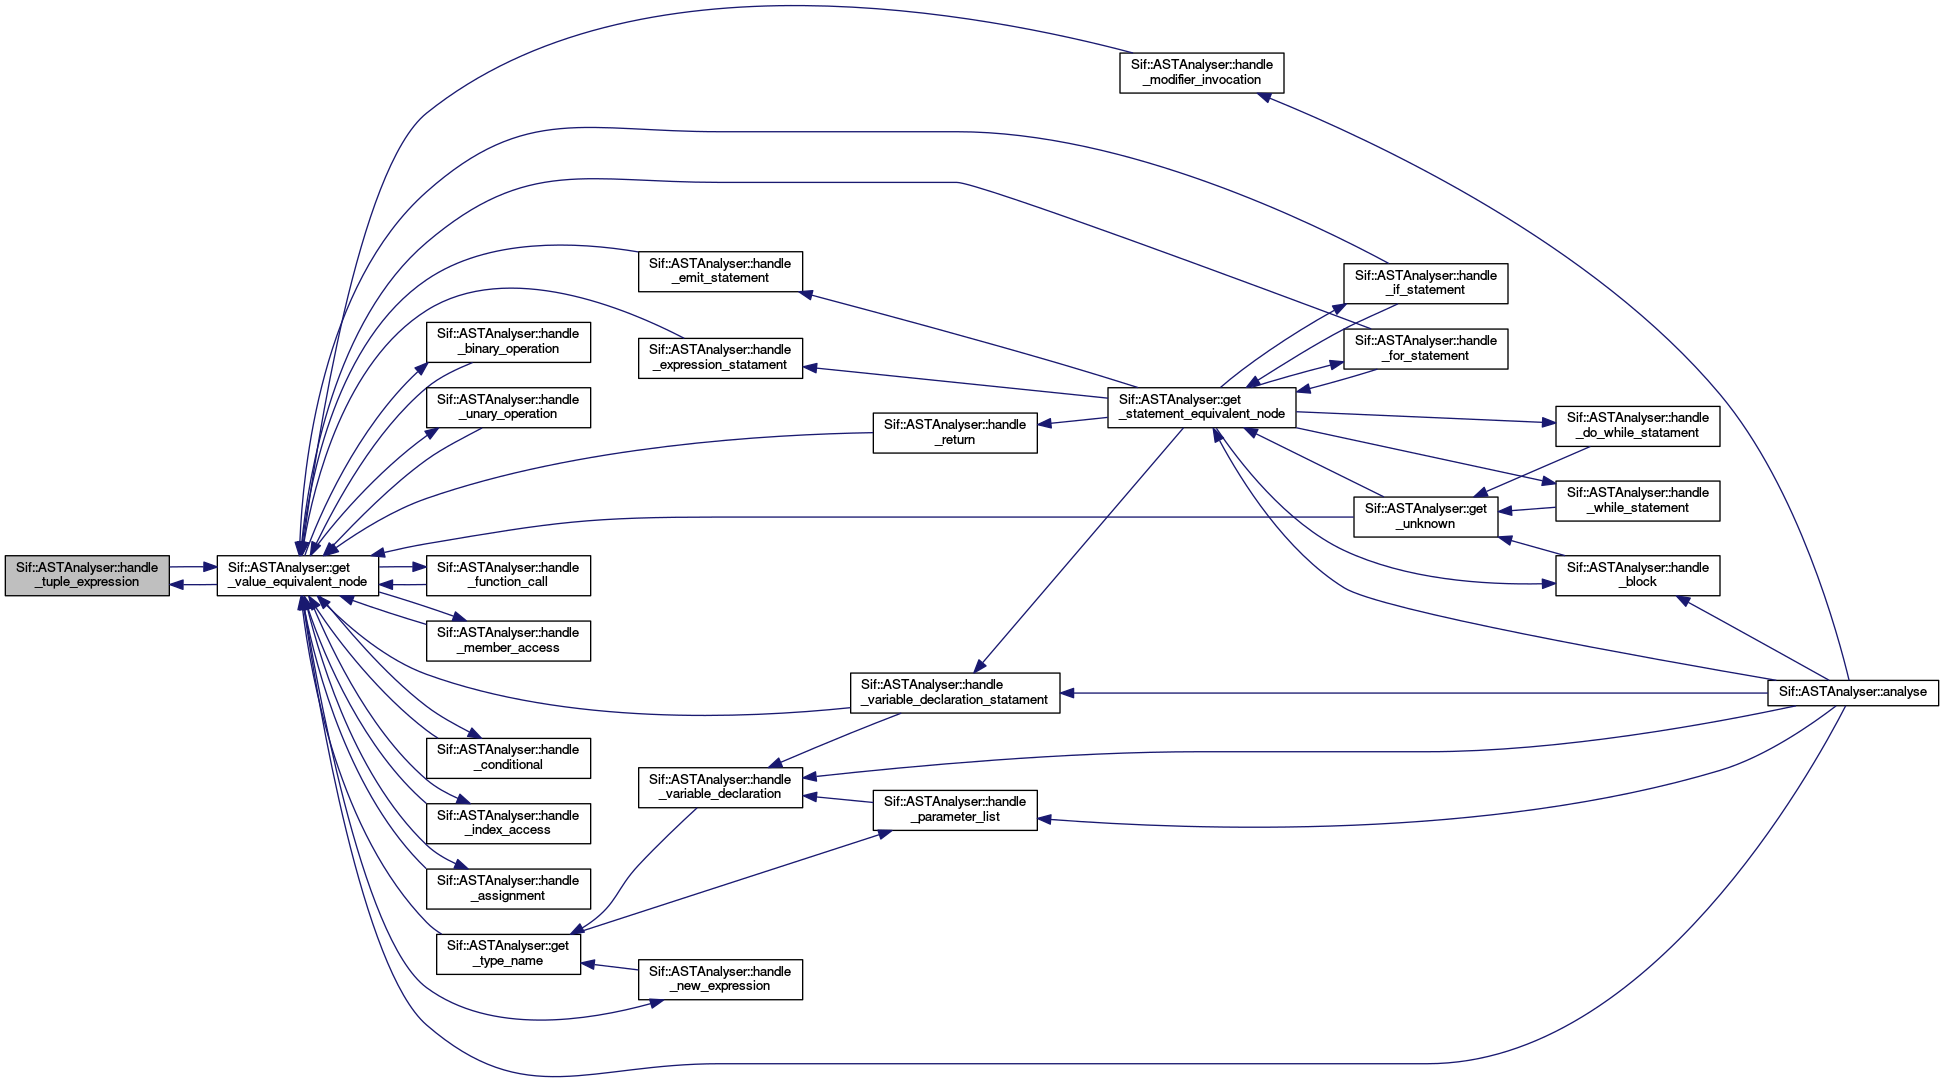 Sif::ASTAnalyser::handle
_modifier_invocation
Sif::ASTAnalyser::handle
_emit_statement
Sif::ASTAnalyser::handle
_if_statement
Sif::ASTAnalyser::handle
_binary_operation
Sif::ASTAnalyser::handle
_expression_statament
Sif::ASTAnalyser::handle
_for_statement
Sif::ASTAnalyser::handle
_unary_operation
Sif::ASTAnalyser::get
_statement_equivalent_node
Sif::ASTAnalyser::handle
_return
Sif::ASTAnalyser::handle
_do_while_statament
Sif::ASTAnalyser::get
_unknown
Sif::ASTAnalyser::handle
_while_statement
Sif::ASTAnalyser::handle
_tuple_expression
Sif::ASTAnalyser::get
_value_equivalent_node
Sif::ASTAnalyser::handle
_function_call
Sif::ASTAnalyser::handle
_block
Sif::ASTAnalyser::handle
_member_access
Sif::ASTAnalyser::handle
_variable_declaration_statament
Sif::ASTAnalyser::analyse
Sif::ASTAnalyser::handle
_conditional
Sif::ASTAnalyser::handle
_variable_declaration
Sif::ASTAnalyser::handle
_parameter_list
Sif::ASTAnalyser::handle
_index_access
Sif::ASTAnalyser::handle
_assignment
Sif::ASTAnalyser::get
_type_name
Sif::ASTAnalyser::handle
_new_expression